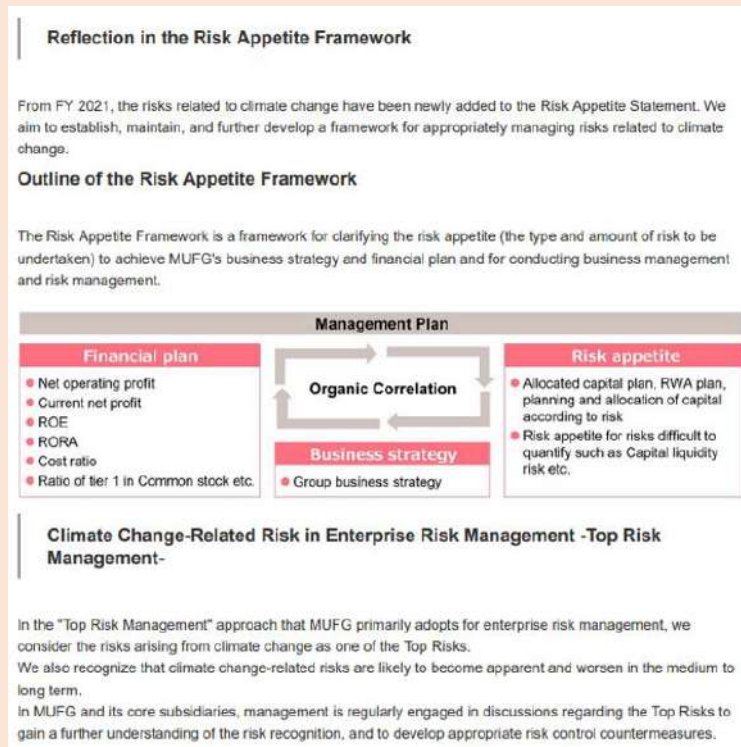 Reflection in the Risk Appetite Framework
From FY 2021, the risks related to climate change have been newly added to the Risk Appetite Statement. We
aim to establish, maintain, and further develop a framework for appropriately managing risks related to climate
change.
Outline of the Risk Appetite Framework
The Risk Appetite Framework is a framework for clarifying the risk appetite (the type and amount of risk to be
undertaken) to achieve MUFG's business strategy and financial plan and for conducting business management
and risk management.
Management Plan
Financial plan
● Net operating profit
● Current net profit
● ROE
● RORA
● Cost ratio
● Ratio of tier 1 in Common stock etc.
Organic Correlation
Business strategy
● Group business strategy
Risk appetite
● Allocated capital plan, RWA plan,
planning and allocation of capital
according to risk
● Risk appetite for risks difficult to
quantify such as Capital liquidity
risk etc.
Climate Change-Related Risk in Enterprise Risk Management -Top Risk
Management-
In the "Top Risk Management" approach that MUFG primarily adopts for enterprise risk management, we
consider the risks arising from climate change as one of the Top Risks.
We also recognize that climate change-related risks are likely to become apparent and worsen in the medium to
long term.
In MUFG and its core subsidiaries, management is regularly engaged in discussions regarding the Top Risks to
gain a further understanding of the risk recognition, and to develop appropriate risk control countermeasures.